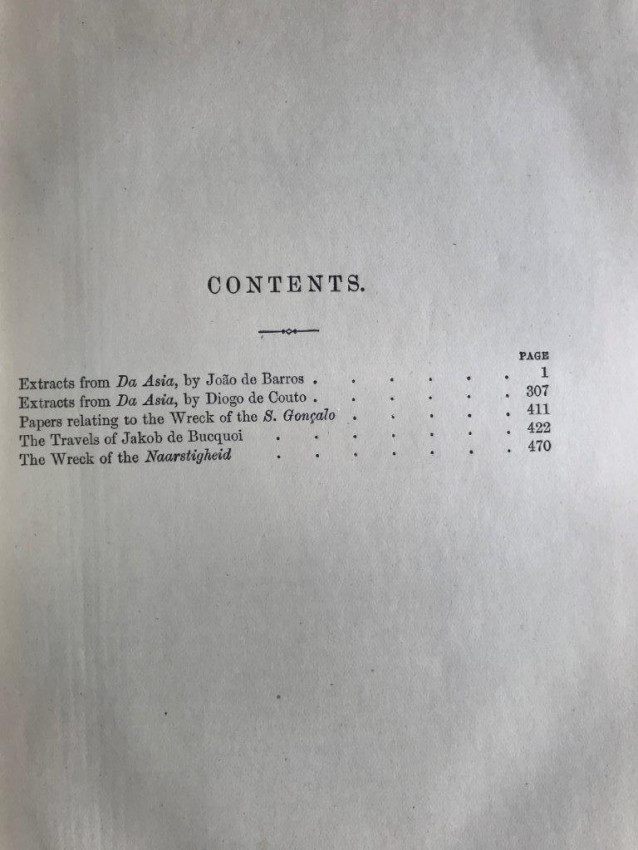 CONTENTS.
PAGE
Extracts from Da Asia, by João de Barros . . . . . . 1
Extracts from Da Asia, by Diogo de Couto . . . . . . 307
Papers relating to the Wreck of the S. Gonçalo . . . . . 411
The Travels of Jakob de Bucquoi . . . . . . . 422
The Wreck of the Naarstigheid . . . . . . . 470